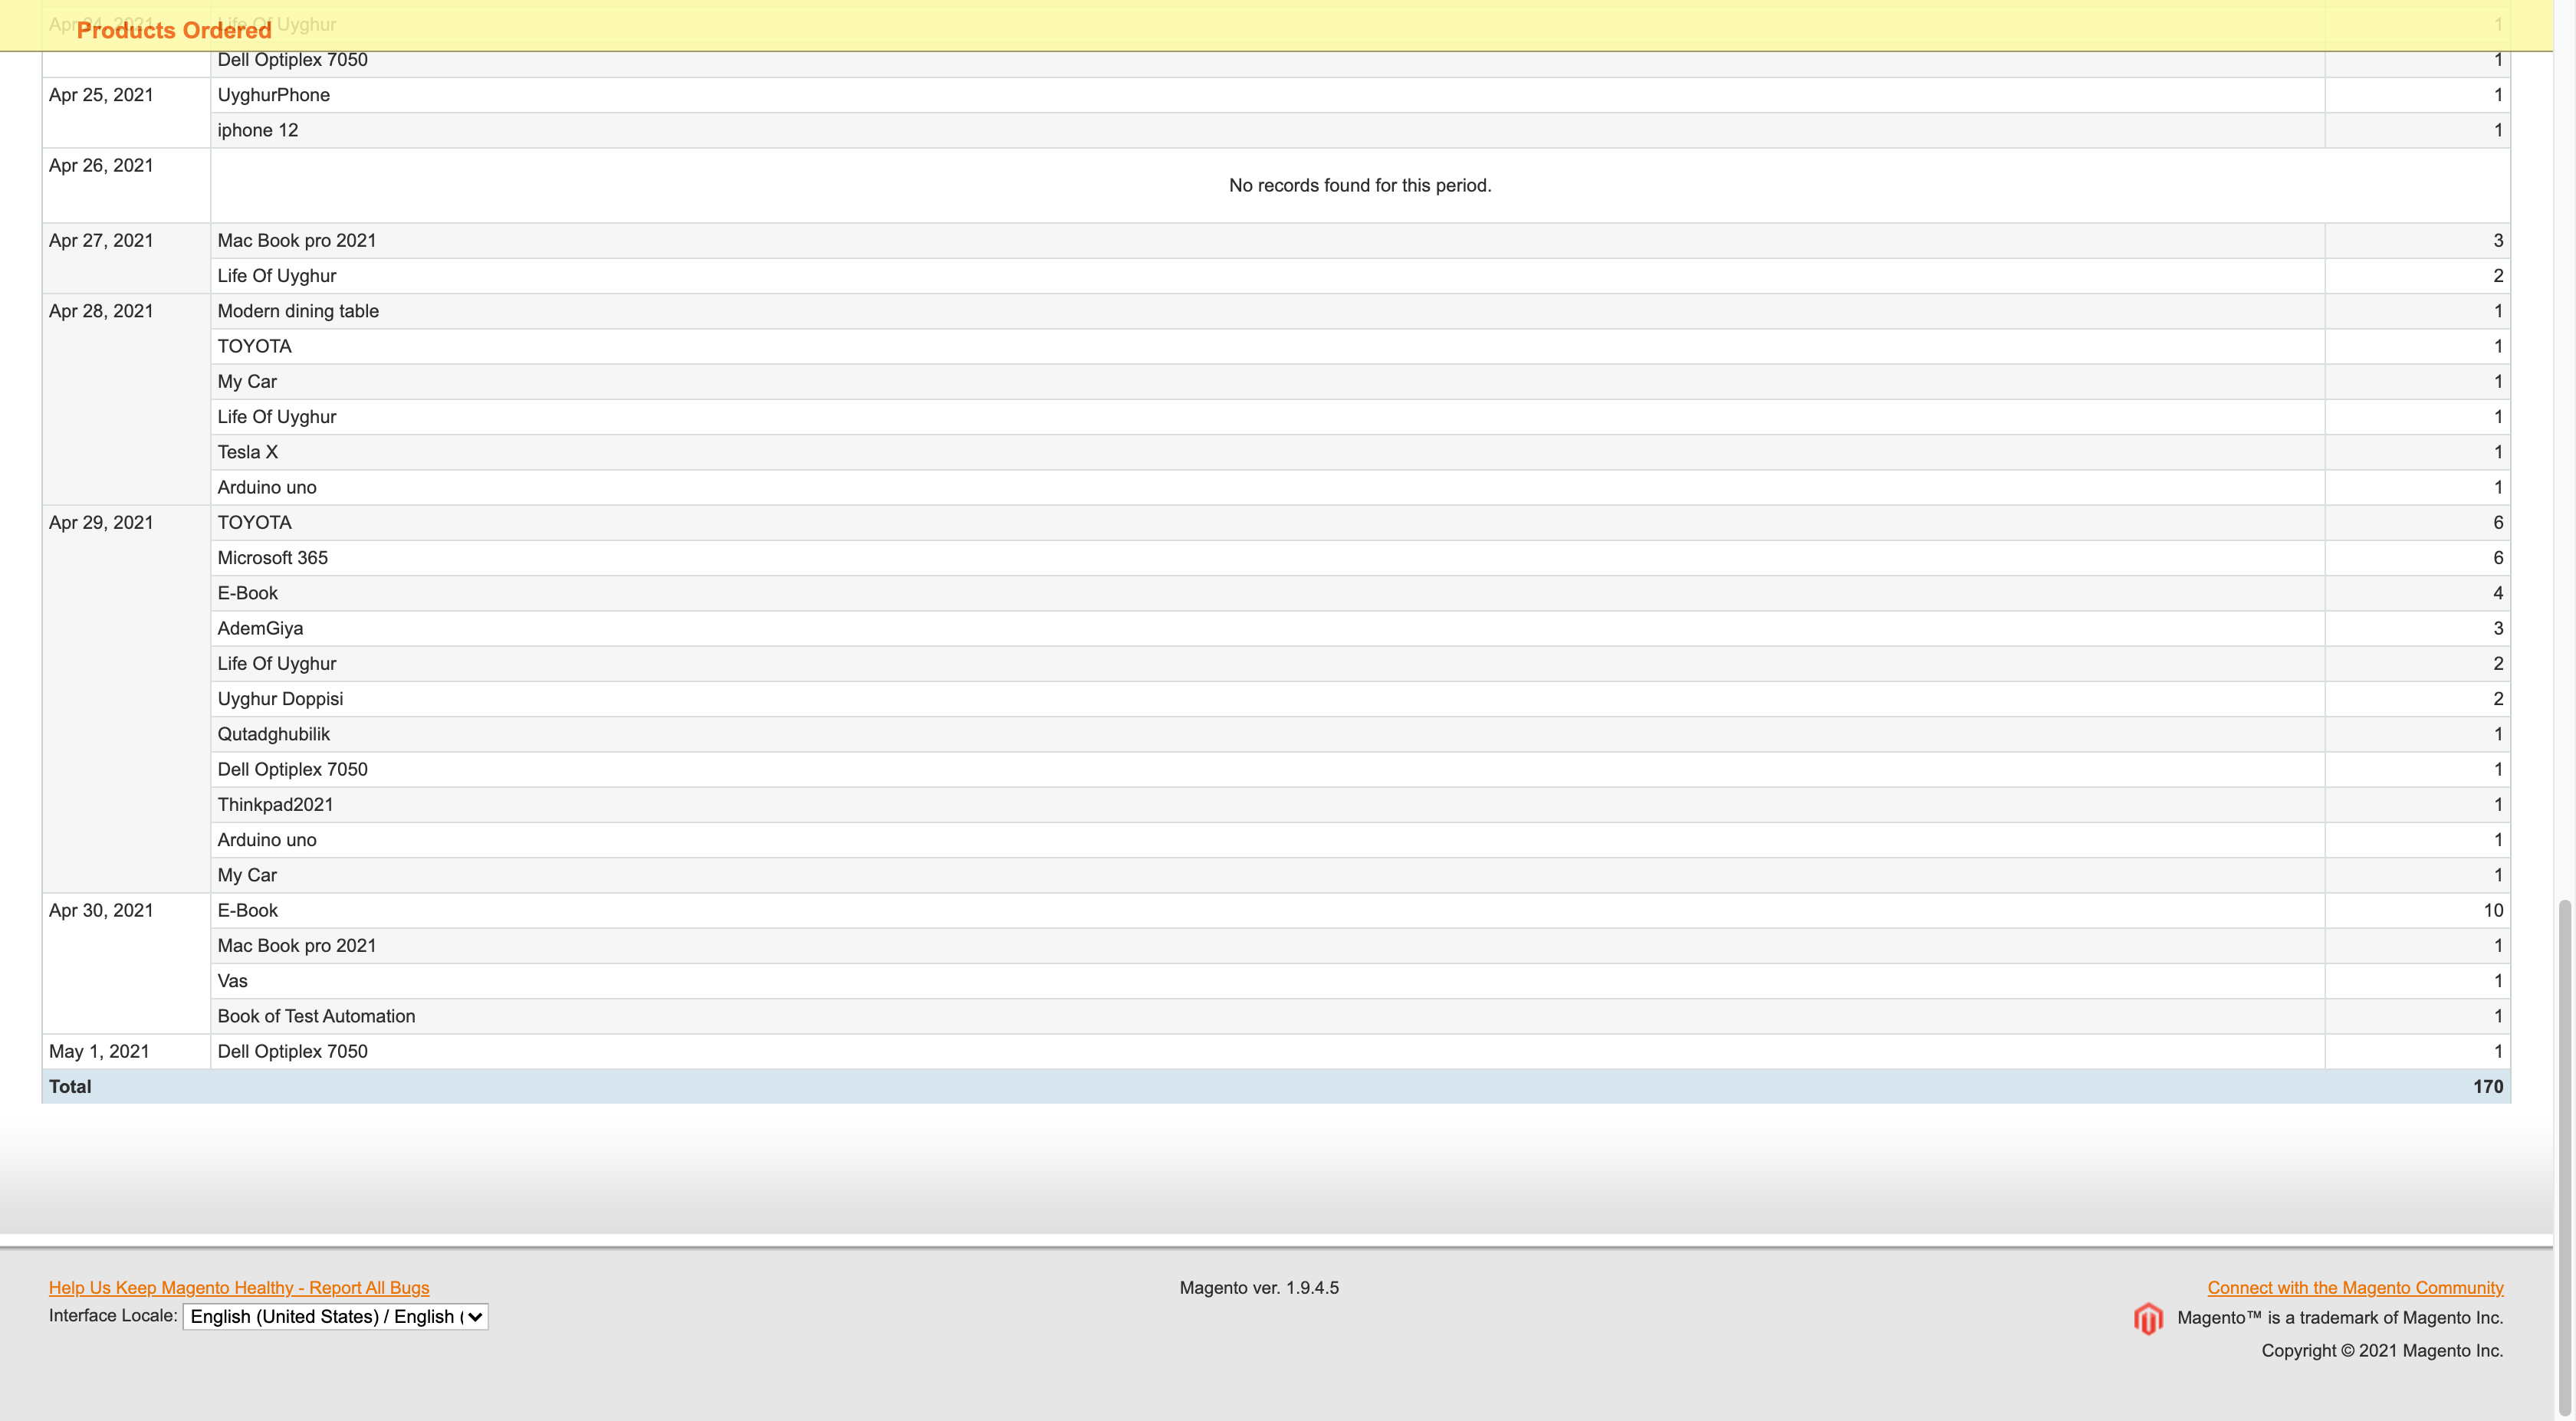 Products Ordered
Apr 24, 2021 Life Of Uyghur 1
Dell Optiplex 7050 1
Apr 25, 2021 UyghurPhone 1
iphone 12 1
Apr 26, 2021
No records found for this period.
Apr 27, 2021 Mac Book pro 2021 3
Life Of Uyghur 2
Apr 28, 2021 Modern dining table 1
TOYOTA 1
My Car 1
Life Of Uyghur 1
Tesla X 1
Arduino uno 1
Apr 29, 2021 TOYOTA 6
Microsoft 365 6
E-Book 4
AdemGiya 3
Life Of Uyghur 2
Uyghur Doppisi 2
Qutadghubilik 1
Dell Optiplex 7050 1
Thinkpad2021 1
Arduino uno 1
My Car 1
Apr 30, 2021 E-Book 10
Mac Book pro 2021 1
Vas 1
Book of Test Automation 1
May 1, 2021 Dell Optiplex 7050 1
Total 170
Help Us Keep Magento Healthy - Report All Bugs Magento ver. 1.9.4.5 Connect with the Magento Community
Interface Locale: English (United States) / English ( Magento™ is a trademark of Magento Inc.
Copyright © 2021 Magento Inc.